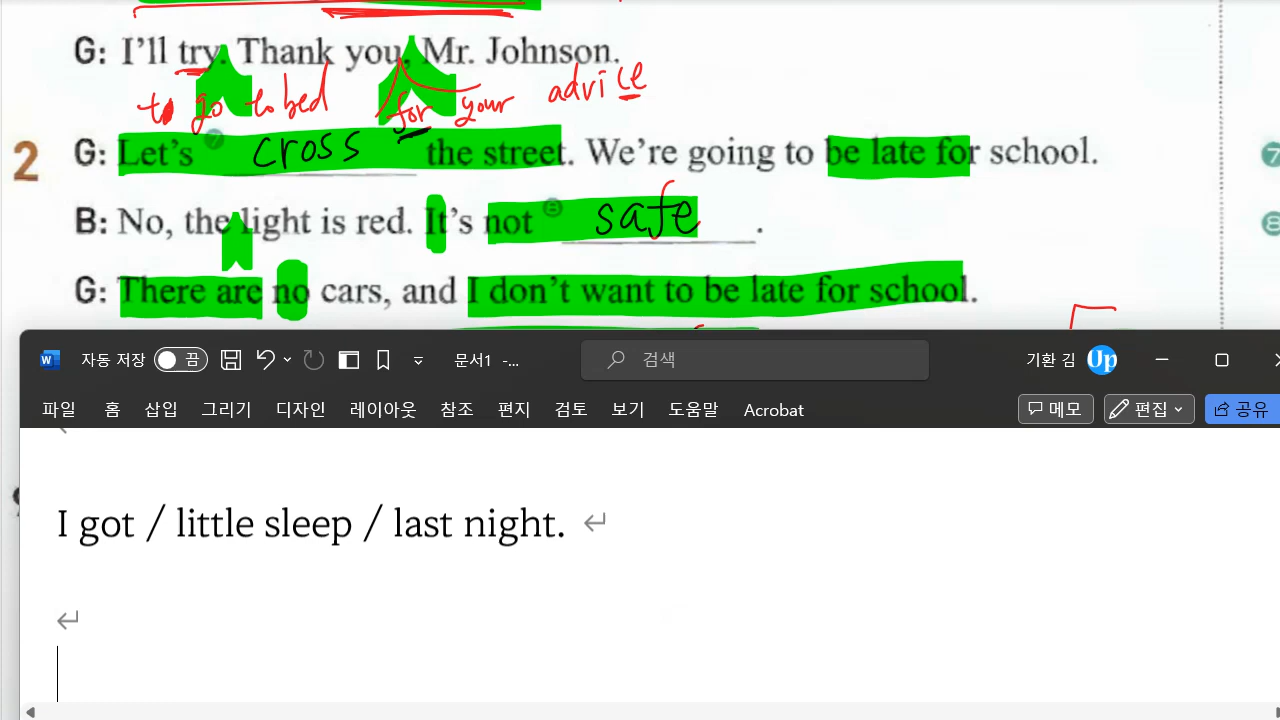 G: I'll try. Thank you, Mr. Johnson.
to go to bed for your advice
2 G: Let's 7 cross the street. We're going to be late for school.
7
B: No, the light is red. It's not 8 safe.
8
G: There are no cars, and I don't want to be late for school.
자동 저장 끔 문서1 -... 검색 기환 김 Up
파일 홈 삽입 그리기 디자인 레이아웃 참조 편지 검토 보기 도움말 Acrobat 메모 편집 공유
I got / little sleep / last night.